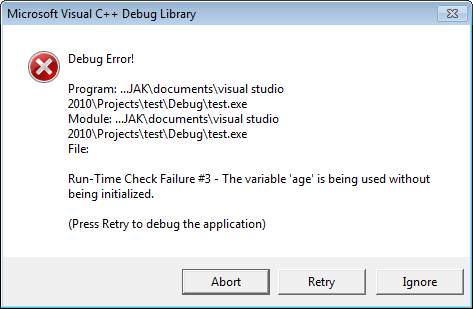 Microsoft Visual C++ Debug Library
Debug Error!
Program: ...JAK\documents\visual studio
2010\Projects\test\Debug\test.exe
Module: ...JAK\documents\visual studio
2010\Projects\test\Debug\test.exe
File:
Run-Time Check Failure #3 - The variable 'age' is being used without
being initialized.
(Press Retry to debug the application)
Abort
Retry
Ignore